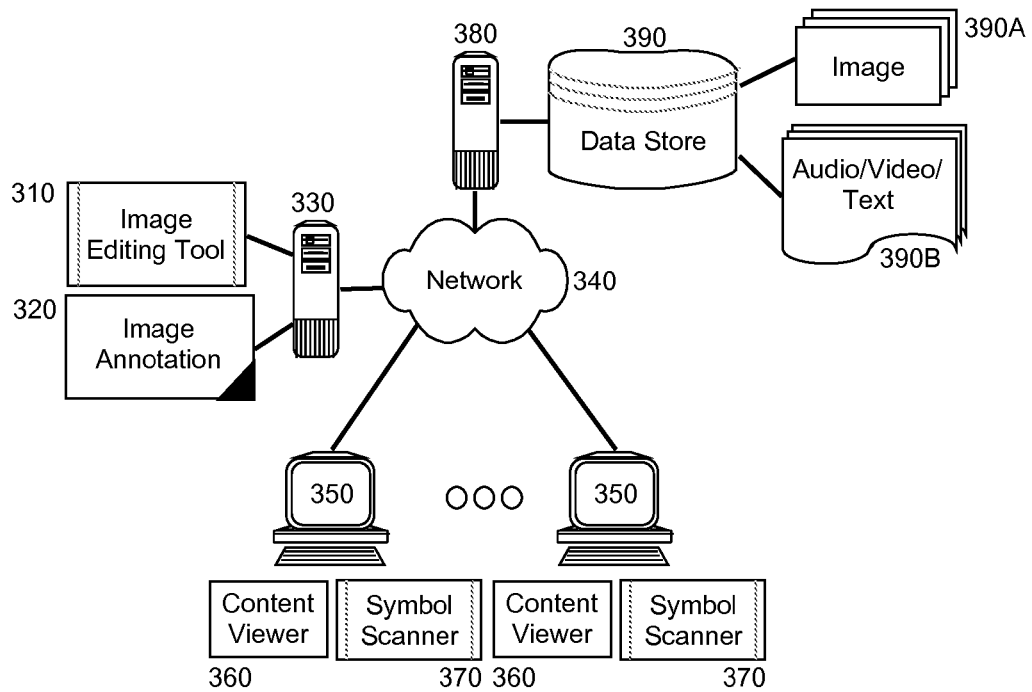 380
390
390A
Image
Data Store
Audio/Video/
Text
390B
310
Image
Editing Tool
330
320
Image
Annotation
Network
340
350
350
Content
Viewer
Symbol
Scanner
Content
Viewer
Symbol
Scanner
360
370
360
370